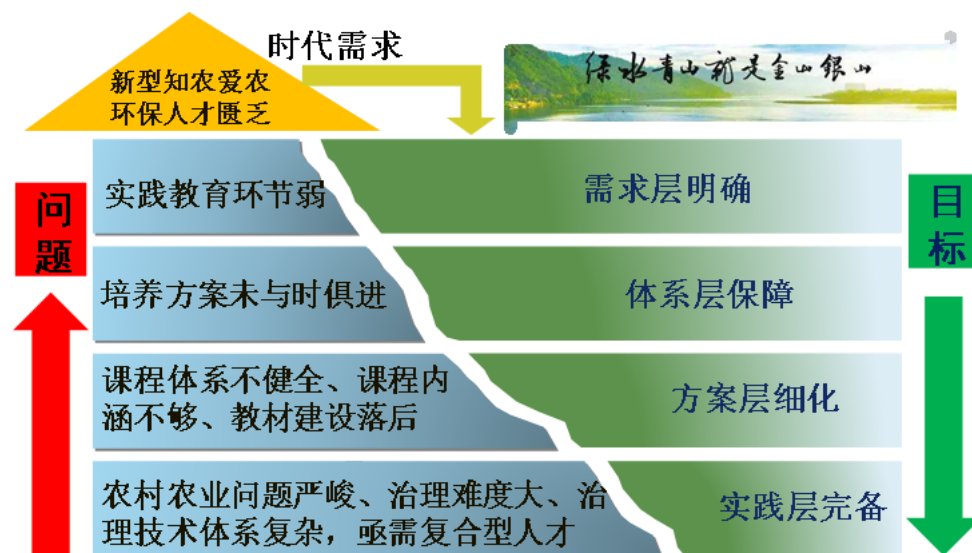 时代需求
新型知农爱农
环保人才匮乏
绿水青山就是金山银山
问
题
实践教育环节弱
需求层明确
目
标
培养方案未与时俱进
体系层保障
课程体系不健全、课程内
涵不够、教材建设落后
方案层细化
农村农业问题严峻、治理难度大、治
理技术体系复杂，亟需复合型人才
实践层完备